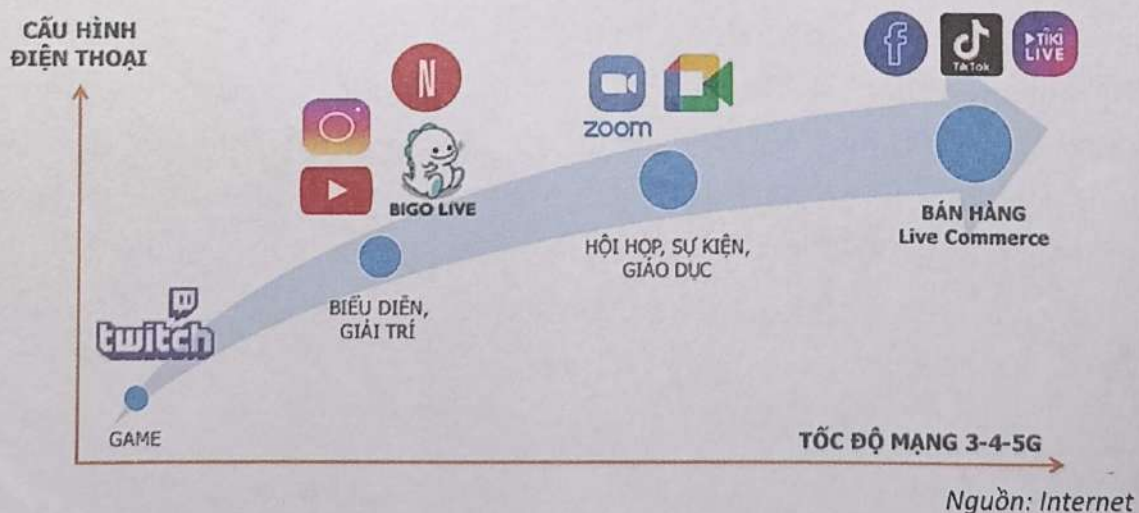 CẤU HÌNH
ĐIỆN THOẠI
N
f
TikTok
TiKi
LIVE
zoom
BIGO LIVE
BÁN HÀNG
Live Commerce
HỘI HỌP, SỰ KIỆN,
GIÁO DỤC
BIỂU DIỄN,
GIẢI TRÍ
twitch
GAME
TỐC ĐỘ MẠNG 3-4-5G
Nguồn: Internet